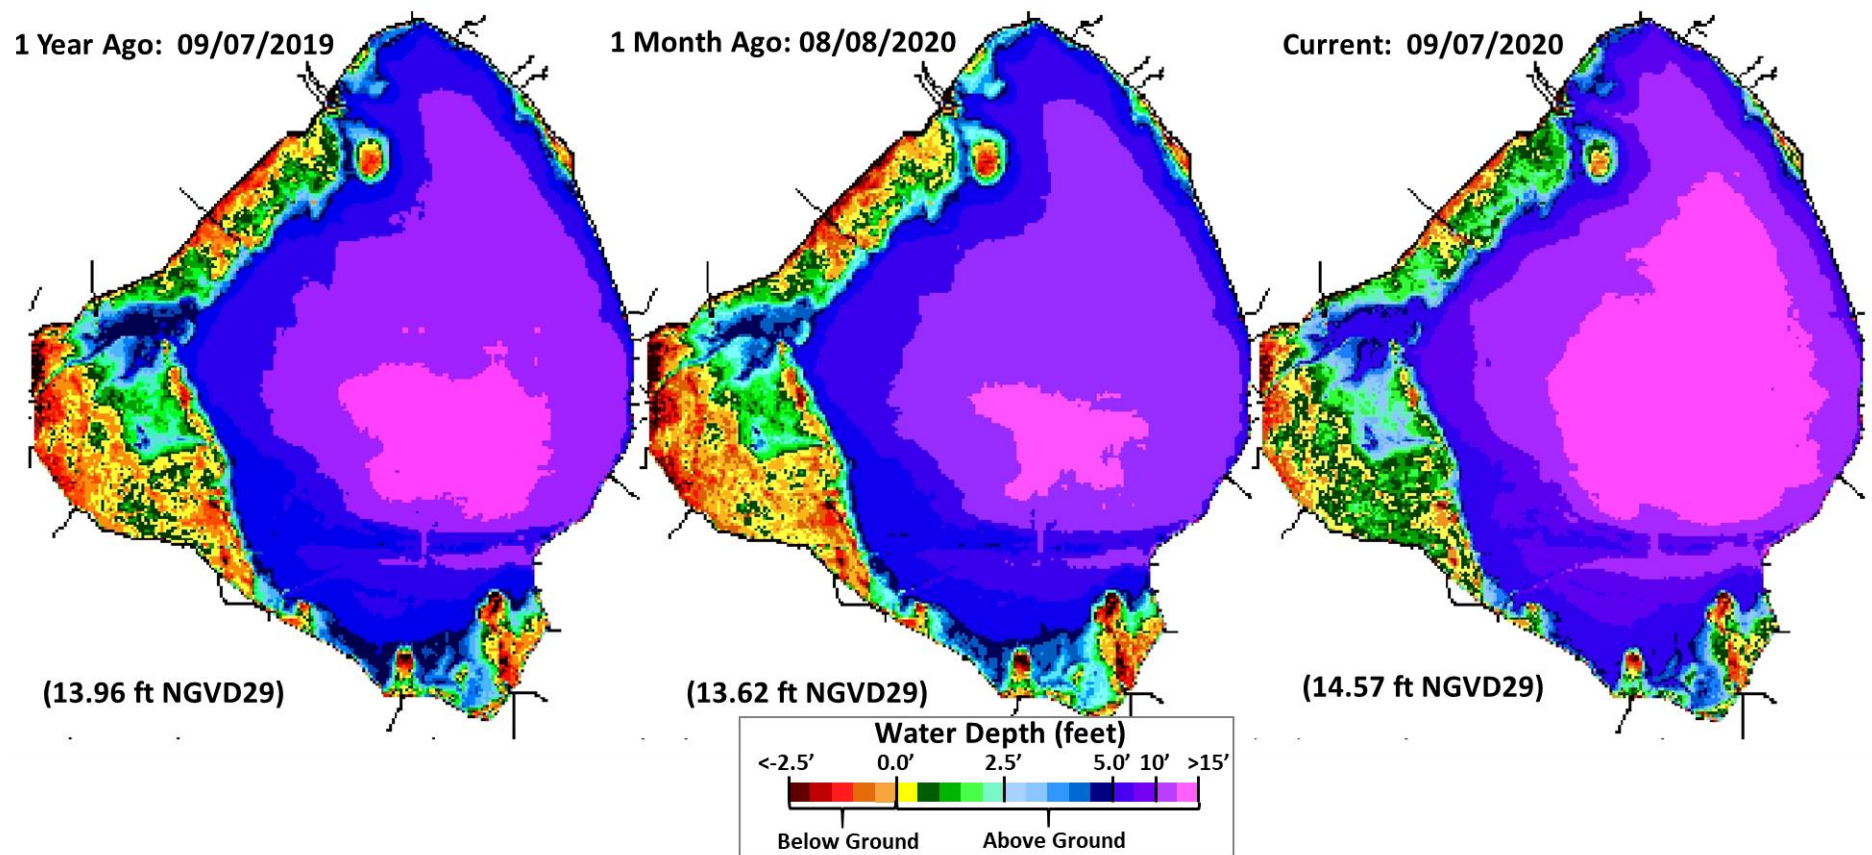 1 Year Ago: 09/07/2019
1 Month Ago: 08/08/2020
Current: 09/07/2020
(13.96 ft NGVD29)
(13.62 ft NGVD29)
(14.57 ft NGVD29)
Water Depth (feet)
<-2.5’ 0.0’ 2.5’ 5.0’ 10’ >15’
Below Ground Above Ground